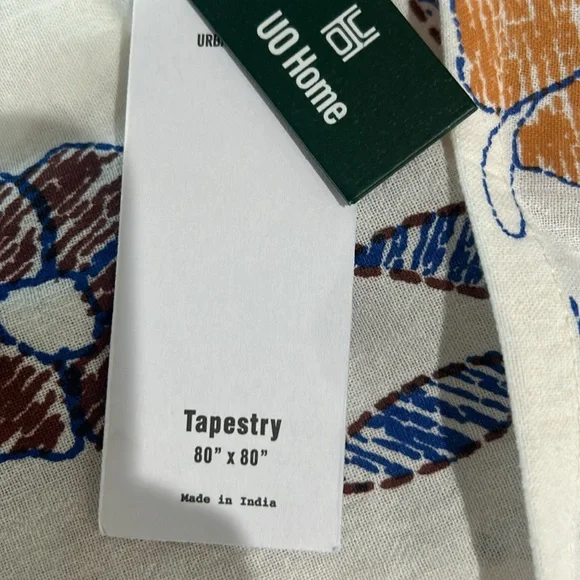 UO Home
Tapestry
80” x 80”
Made in India